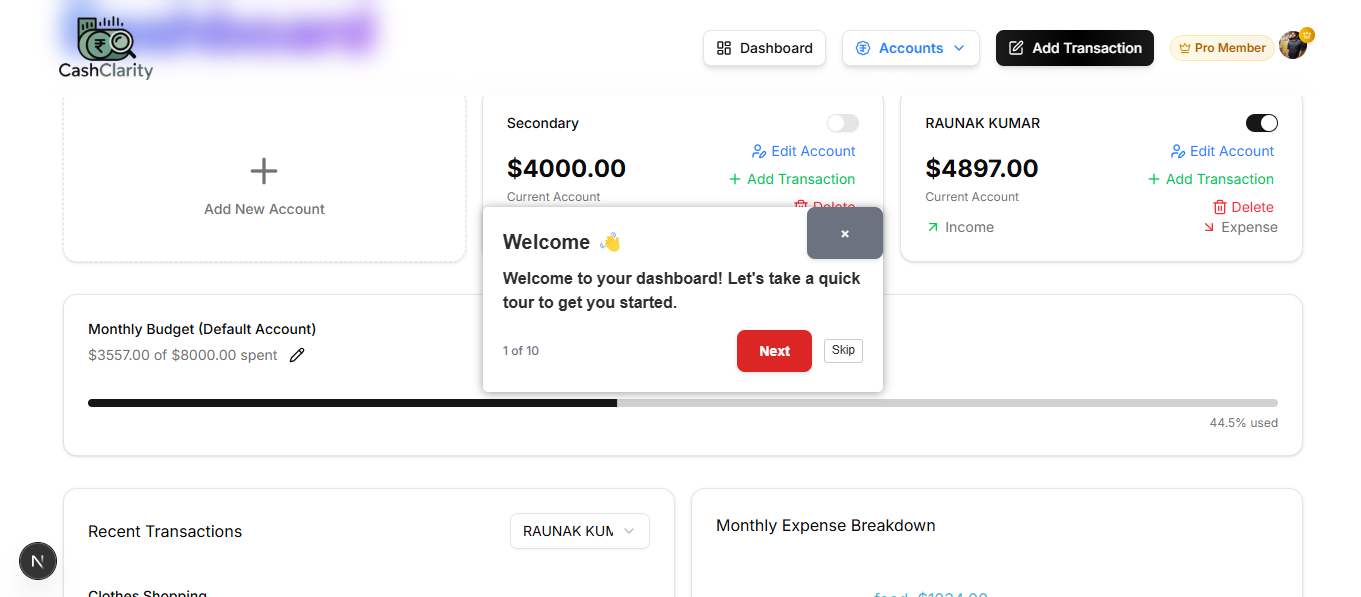 Dashboard
CashClarity
Dashboard
Accounts
Add Transaction
Pro Member
Add New Account
Secondary
$4000.00
Current Account
Edit Account
Add Transaction
Delete
RAUNAK KUMAR
$4897.00
Current Account
Edit Account
Add Transaction
Delete
Income
Expense
Welcome 👋
×
Welcome to your dashboard! Let's take a quick
tour to get you started.
1 of 10
Next
Skip
Monthly Budget (Default Account)
$3557.00 of $8000.00 spent
44.5% used
Recent Transactions
RAUNAK KUM
Monthly Expense Breakdown
N
Clothes Shopping
food